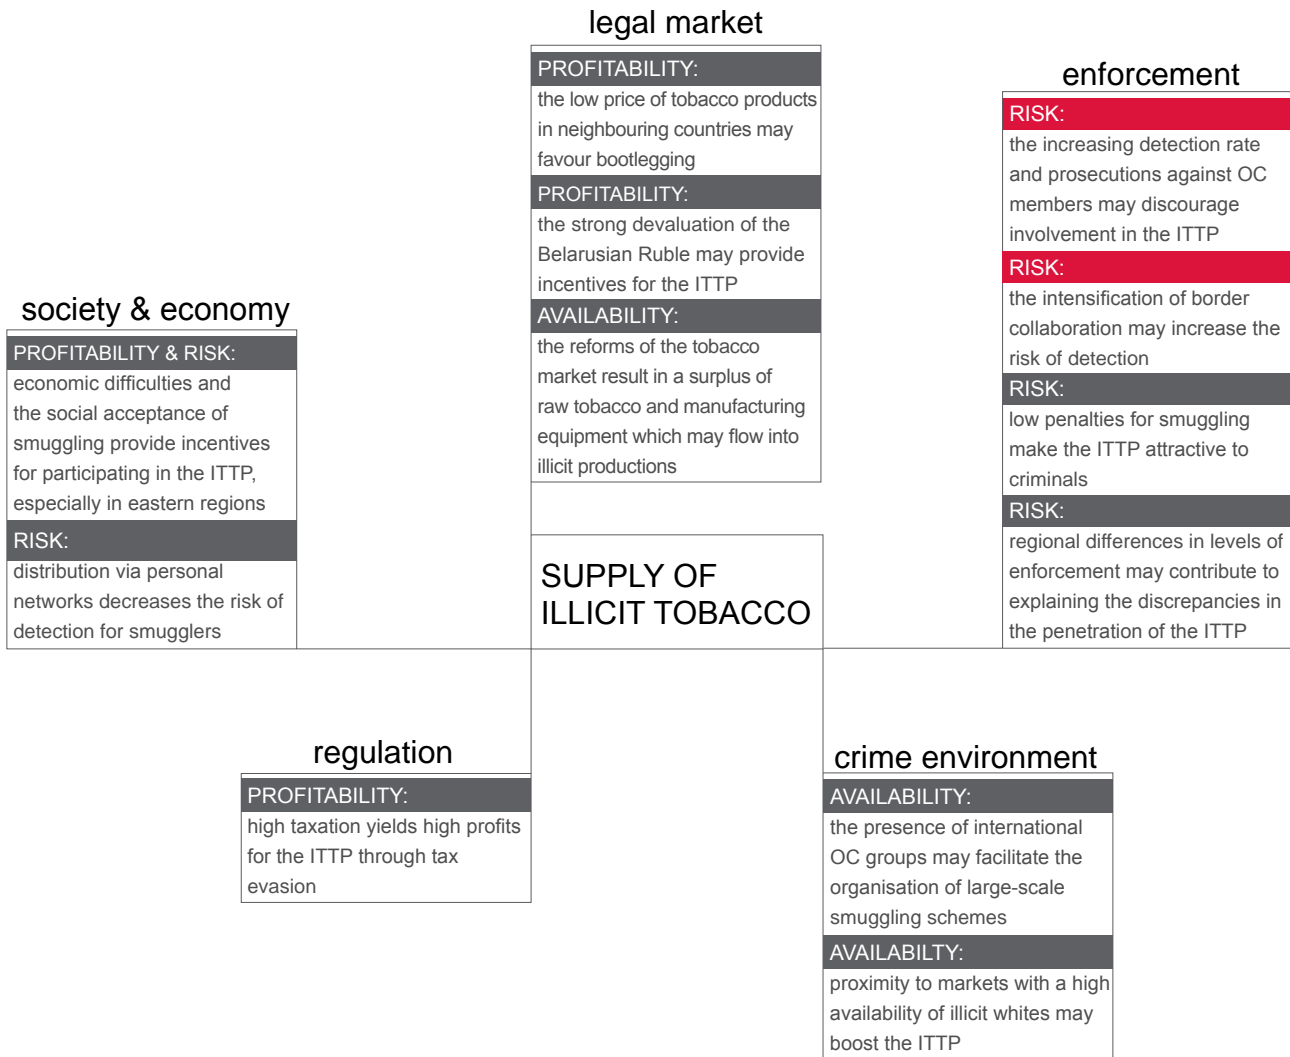 legal market
PROFITABILITY:
the low price of tobacco products
in neighbouring countries may
favour bootlegging
PROFITABILITY:
the strong devaluation of the
Belarusian Ruble may provide
incentives for the ITTP
AVAILABILITY:
the reforms of the tobacco
market result in a surplus of
raw tobacco and manufacturing
equipment which may flow into
illicit productions
enforcement
RISK:
the increasing detection rate
and prosecutions against OC
members may discourage
involvement in the ITTP
RISK:
the intensification of border
collaboration may increase the
risk of detection
RISK:
low penalties for smuggling
make the ITTP attractive to
criminals
RISK:
regional differences in levels of
enforcement may contribute to
explaining the discrepancies in
the penetration of the ITTP
society & economy
PROFITABILITY & RISK:
economic difficulties and
the social acceptance of
smuggling provide incentives
for participating in the ITTP,
especially in eastern regions
RISK:
distribution via personal
networks decreases the risk of
detection for smugglers
SUPPLY OF
ILLICIT TOBACCO
regulation
PROFITABILITY:
high taxation yields high profits
for the ITTP through tax
evasion
crime environment
AVAILABILITY:
the presence of international
OC groups may facilitate the
organisation of large-scale
smuggling schemes
AVAILABILTY:
proximity to markets with a high
availability of illicit whites may
boost the ITTP